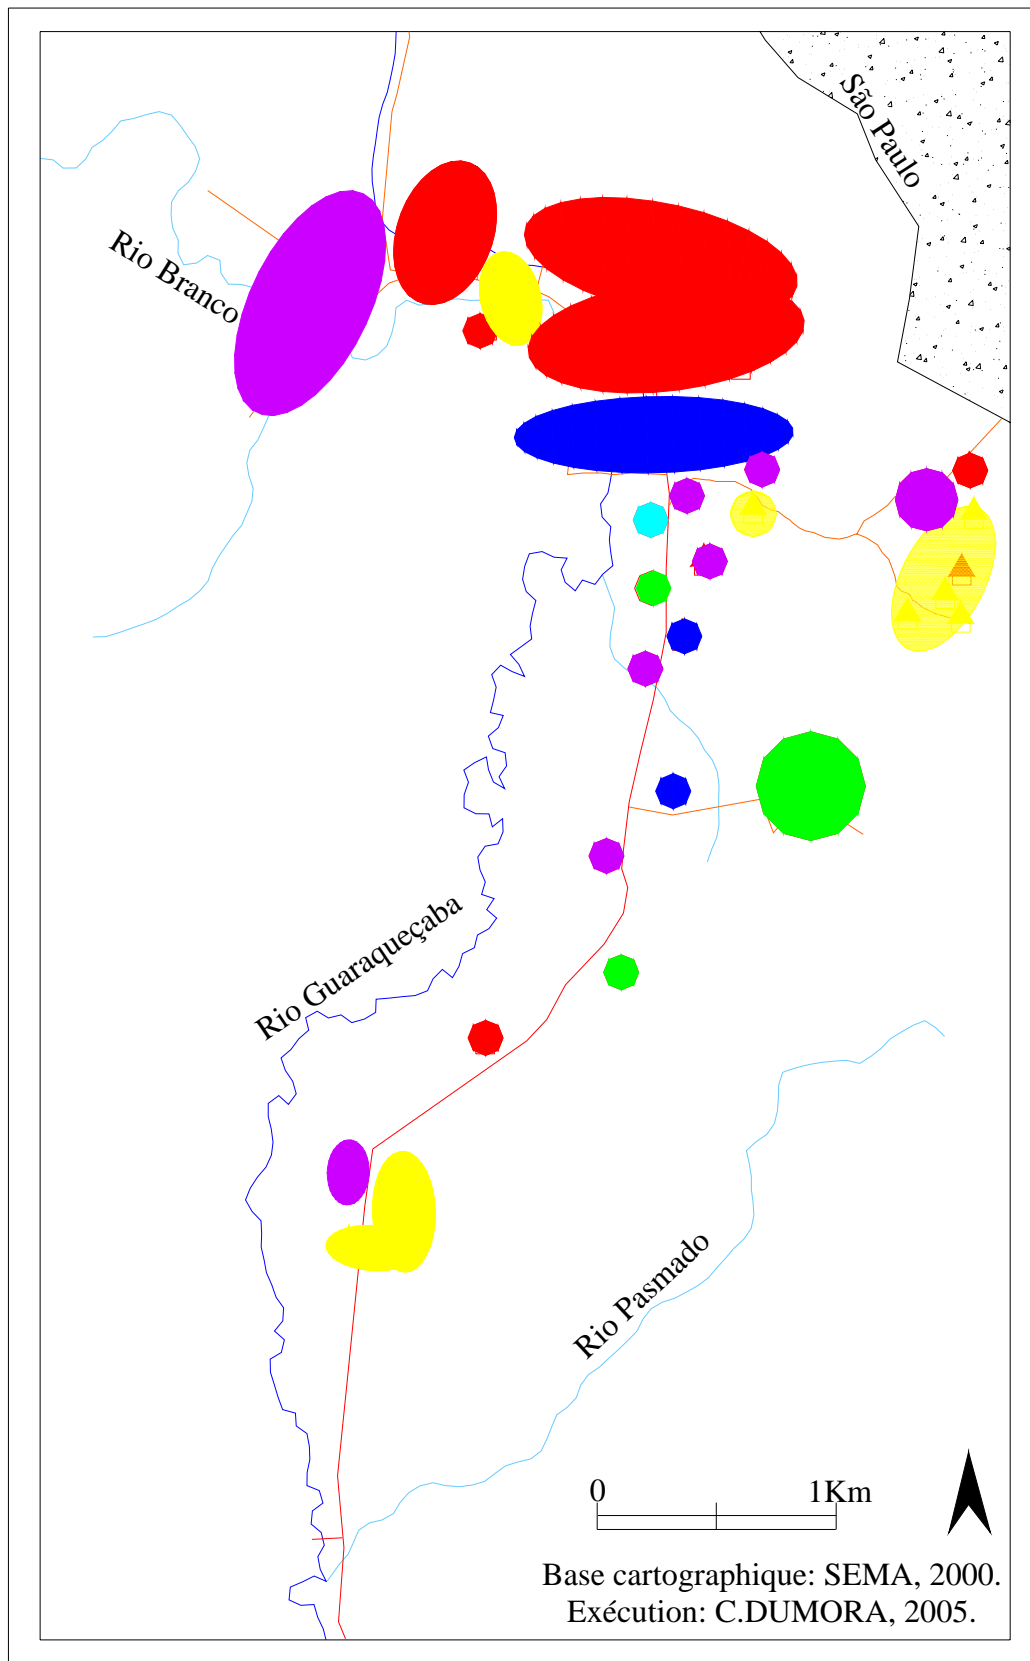 São Paulo
Rio Branco
Rio Guaraqueçaba
Rio Pasmado
0 1Km
Base cartographique: SEMA, 2000.
Exécution: C.DUMORA, 2005.